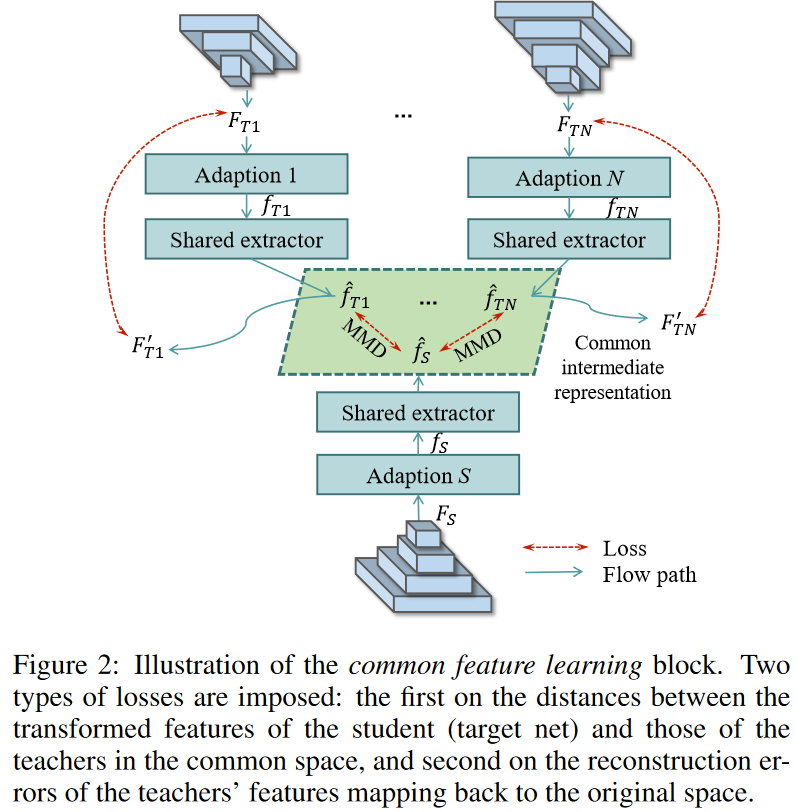 F_{T1}
...
F_{TN}
Adaption 1
Adaption N
f_{T1}
f_{TN}
Shared extractor
Shared extractor
f̂_{T1}
...
f̂_{TN}
MMD
MMD
f̂_S
F'_{T1}
F'_{TN}
Common
intermediate
representation
Shared extractor
f_S
Adaption S
F_S
Loss
Flow path
Figure 2: Illustration of the common feature learning block. Two
types of losses are imposed: the first on the distances between the
transformed features of the student (target net) and those of the
teachers in the common space, and second on the reconstruction er-
rors of the teachers' features mapping back to the original space.